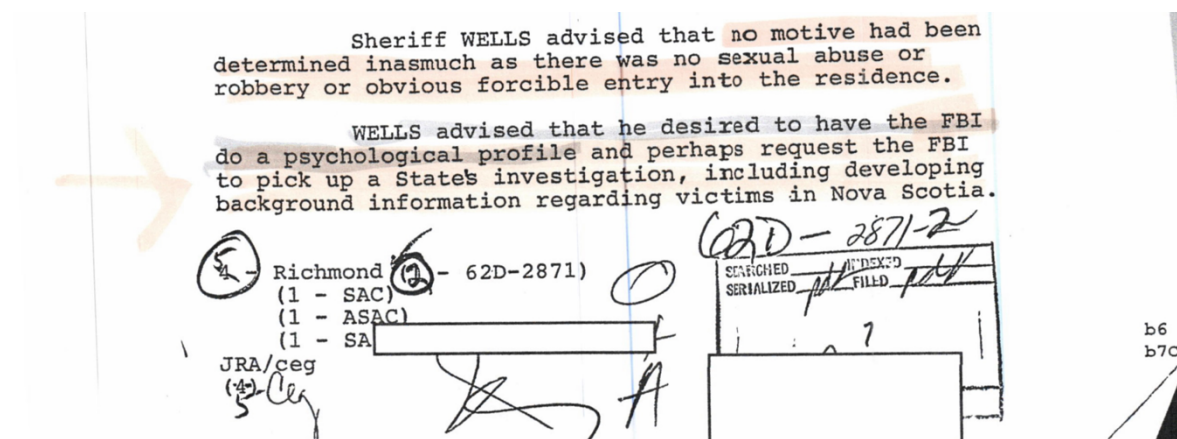 Sheriff WELLS advised that no motive had been
determined inasmuch as there was no sexual abuse or
robbery or obvious forcible entry into the residence.
WELLS advised that he desired to have the FBI
do a psychological profile and perhaps request the FBI
to pick up a State's investigation, including developing
background information regarding victims in Nova Scotia.
62D - 2871-2
5 - Richmond (2 - 62D-2871)
SEARCHED INDEXED
(1 - SAC)
SERIALIZED FILED
(1 - ASAC)
(1 - SA
b6
b7C
JRA/ceg
(4)
5